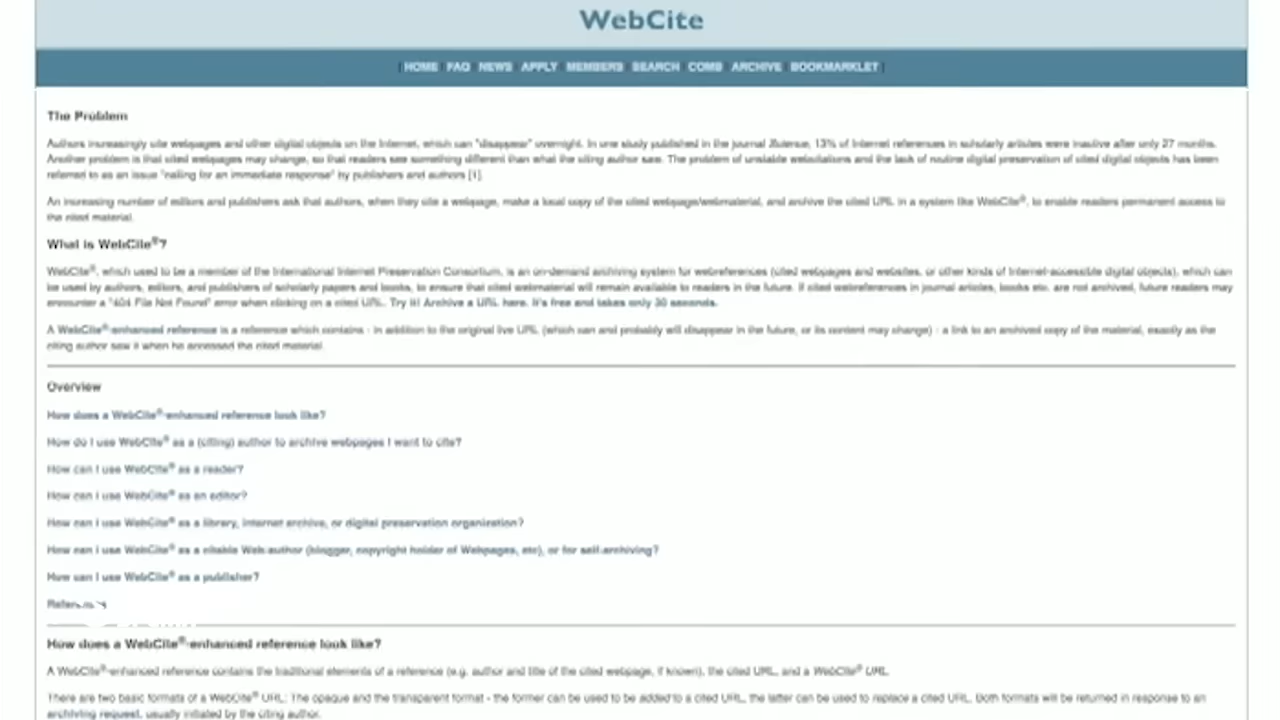 WebCite
HOME FAQ NEWS APPLY MEMBERS SEARCH COMB ARCHIVE BOOKMARKLET
The Problem
Authors increasingly cite webpages and other digital objects on the Internet, which can "disappear" overnight. In one study published in the journal Science, 13% of Internet references in scholarly articles were inactive after only 27 months.
Another problem is that cited webpages may change, so that readers see something different than what the citing author saw. The problem of unstable webcitations and the lack of routine digital preservation of cited digital objects has been
referred to as an issue "calling for an immediate response" by publishers and authors [1].
An increasing number of editors and publishers ask that authors, when they cite a webpage, make a local copy of the cited webpage/webmaterial, and archive the cited URL in a system like WebCite®, to enable readers permanent access to
the cited material.
What is WebCite®?
WebCite®, which used to be a member of the International Internet Preservation Consortium, is an on-demand archiving system for webreferences (cited webpages and websites, or other kinds of Internet-accessible digital objects), which can
be used by authors, editors, and publishers of scholarly papers and books, to ensure that cited webmaterial will remain available to readers in the future. If cited webreferences in journal articles, books etc. are not archived, future readers may
encounter a "404 File Not Found" error when clicking on a cited URL. Try it! Archive a URL here. It's free and takes only 30 seconds.
A WebCite®-enhanced reference is a reference which contains - in addition to the original live URL (which can and probably will disappear in the future, or its content may change) - a link to an archived copy of the material, exactly as the
citing author saw it when he accessed the cited material.
Overview
How does a WebCite®-enhanced reference look like?
How do I use WebCite® as a (citing) author to archive webpages I want to cite?
How can I use WebCite® as a reader?
How can I use WebCite® as an editor?
How can I use WebCite® as a library, internet archive, or digital preservation organization?
How can I use WebCite® as a citable Web-author (blogger, copyright holder of Webpages, etc), or for self-archiving?
How can I use WebCite® as a publisher?
How does a WebCite®-enhanced reference look like?
A WebCite®-enhanced reference contains the traditional elements of a reference (e.g. author and title of the cited webpage, if known), the cited URL, and a WebCite® URL.
There are two basic formats of a WebCite® URL: The opaque and the transparent format - the former can be used to be added to a cited URL, the latter can be used to replace a cited URL. Both formats will be returned in response to an
archiving request, usually initiated by the citing author.